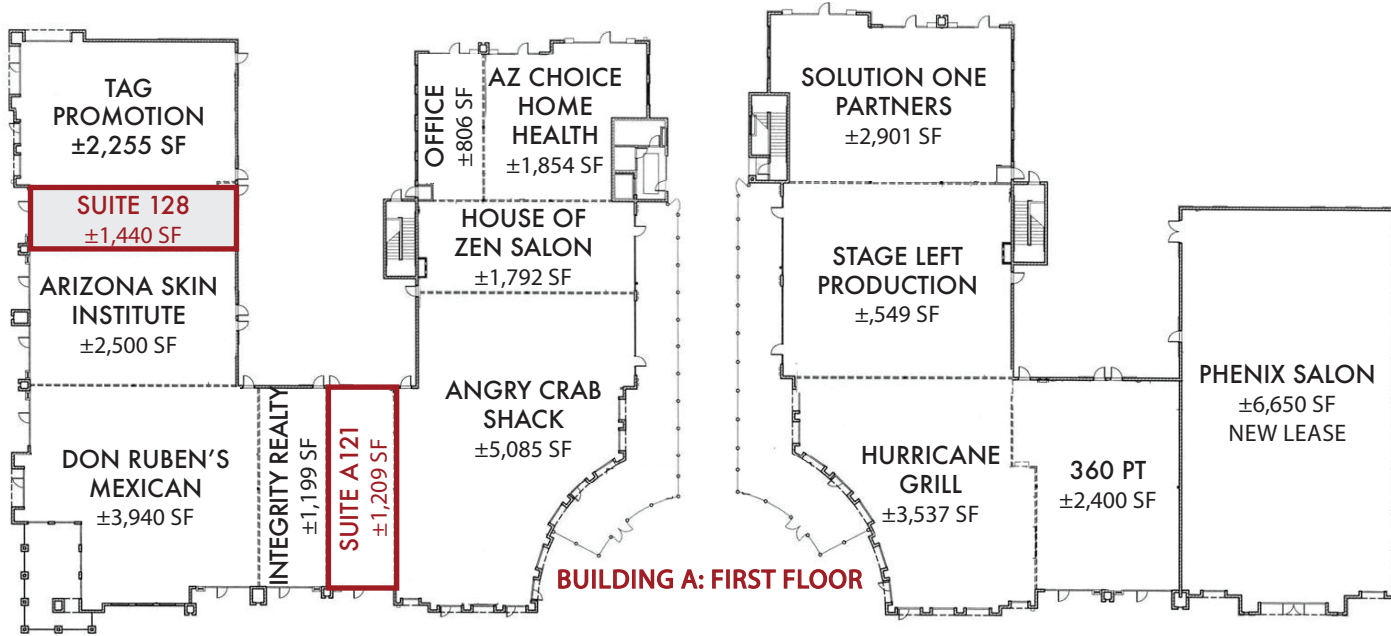 TAG
PROMOTION
±2,255 SF
SUITE 128
±1,440 SF
ARIZONA SKIN
INSTITUTE
±2,500 SF
DON RUBEN'S
MEXICAN
±3,940 SF
INTEGRITY REALTY
±1,199 SF
SUITE A121
±1,209 SF
OFFICE
±806 SF
AZ CHOICE
HOME
HEALTH
±1,854 SF
HOUSE OF
ZEN SALON
±1,792 SF
ANGRY CRAB
SHACK
±5,085 SF
BUILDING A: FIRST FLOOR
SOLUTION ONE
PARTNERS
±2,901 SF
STAGE LEFT
PRODUCTION
±,549 SF
HURRICANE
GRILL
±3,537 SF
360 PT
±2,400 SF
PHENIX SALON
±6,650 SF
NEW LEASE